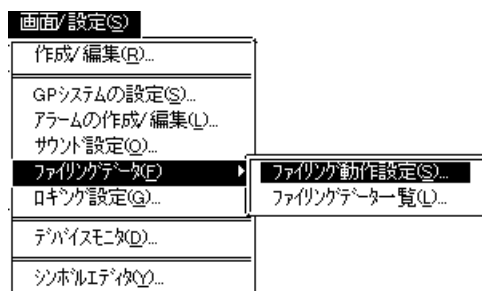 画面/設定(S)
作成/編集(R)...
GPシステムの設定(S)...
アラームの作成/編集(L)...
サウンド設定(O)...
ファイリングデータ(F)
ファイリング動作設定(S)...
ロギング設定(G)...
ファイリングデータ一覧(L)...
デバイスモニタ(D)...
シンボルエディタ(Y)...